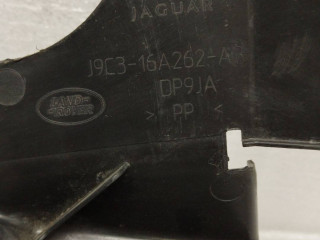 JAGUAR
J9C3-16A262-A
DP9JA
> PP <
LAND-
ROVER